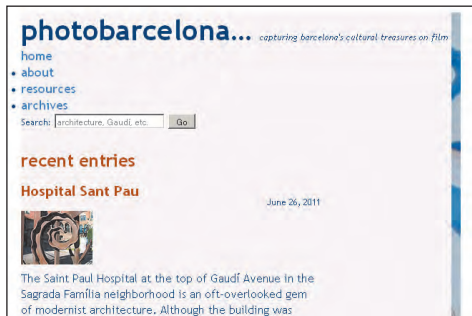 photobarcelona... capturing barcelona's cultural treasures on film
home
• about
• resources
• archives
Search: architecture, Gaudí, etc. Go
recent entries
Hospital Sant Pau
June 26, 2011
The Saint Paul Hospital at the top of Gaudí Avenue in the
Sagrada Família neighborhood is an oft-overlooked gem
of modernist architecture. Although the building was